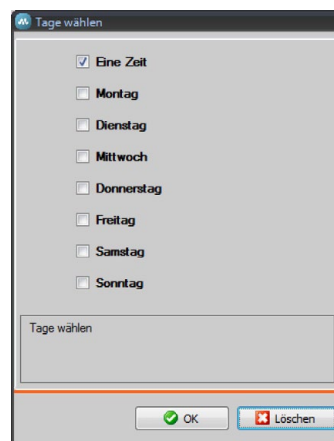 Tage wählen
Eine Zeit
Montag
Dienstag
Mittwoch
Donnerstag
Freitag
Samstag
Sonntag
Tage wählen
OK
Löschen